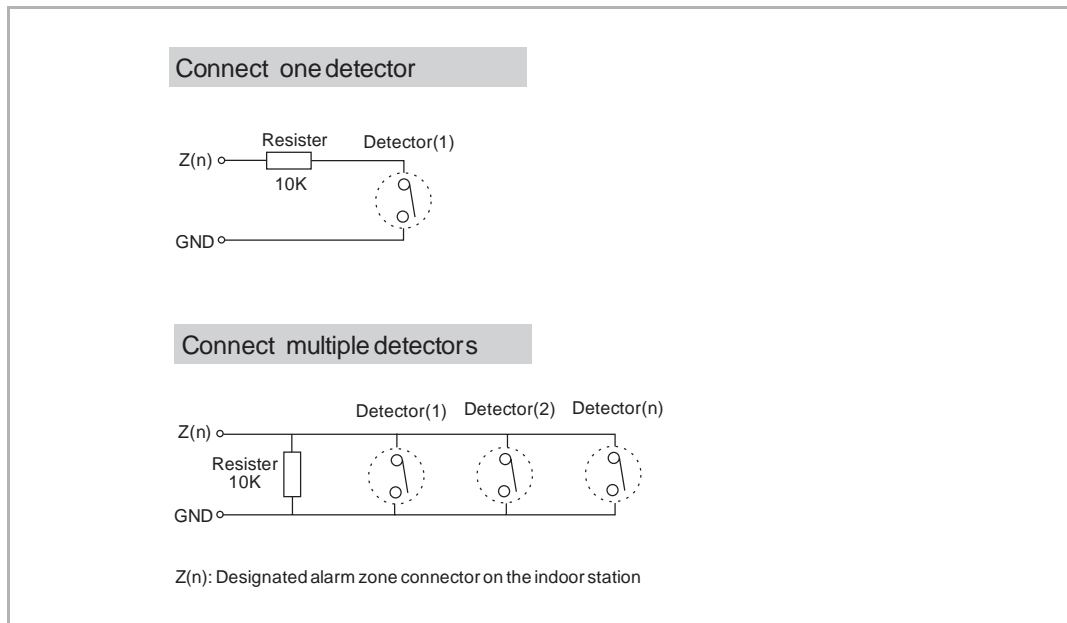 Connect one detector
Resister
Detector(1)
Z(n)
10K
GND
Connect multiple detectors
Detector(1) Detector(2) Detector(n)
Z(n)
Resister
10K
GND
Z(n): Designated alarm zone connector on the indoor station